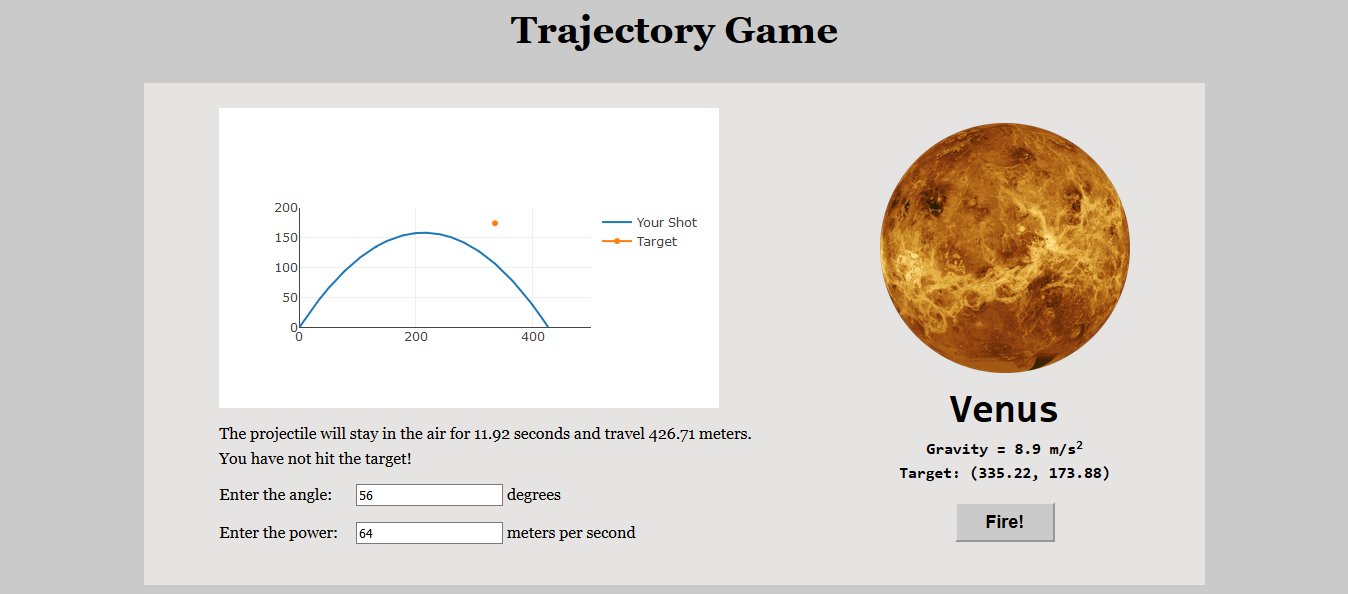 Trajectory Game
200
150
100
50
0
0 200 400
Your Shot
Target
The projectile will stay in the air for 11.92 seconds and travel 426.71 meters.
You have not hit the target!
Enter the angle: 56 degrees
Enter the power: 64 meters per second
Venus
Gravity = 8.9 m/s²
Target: (335.22, 173.88)
Fire!